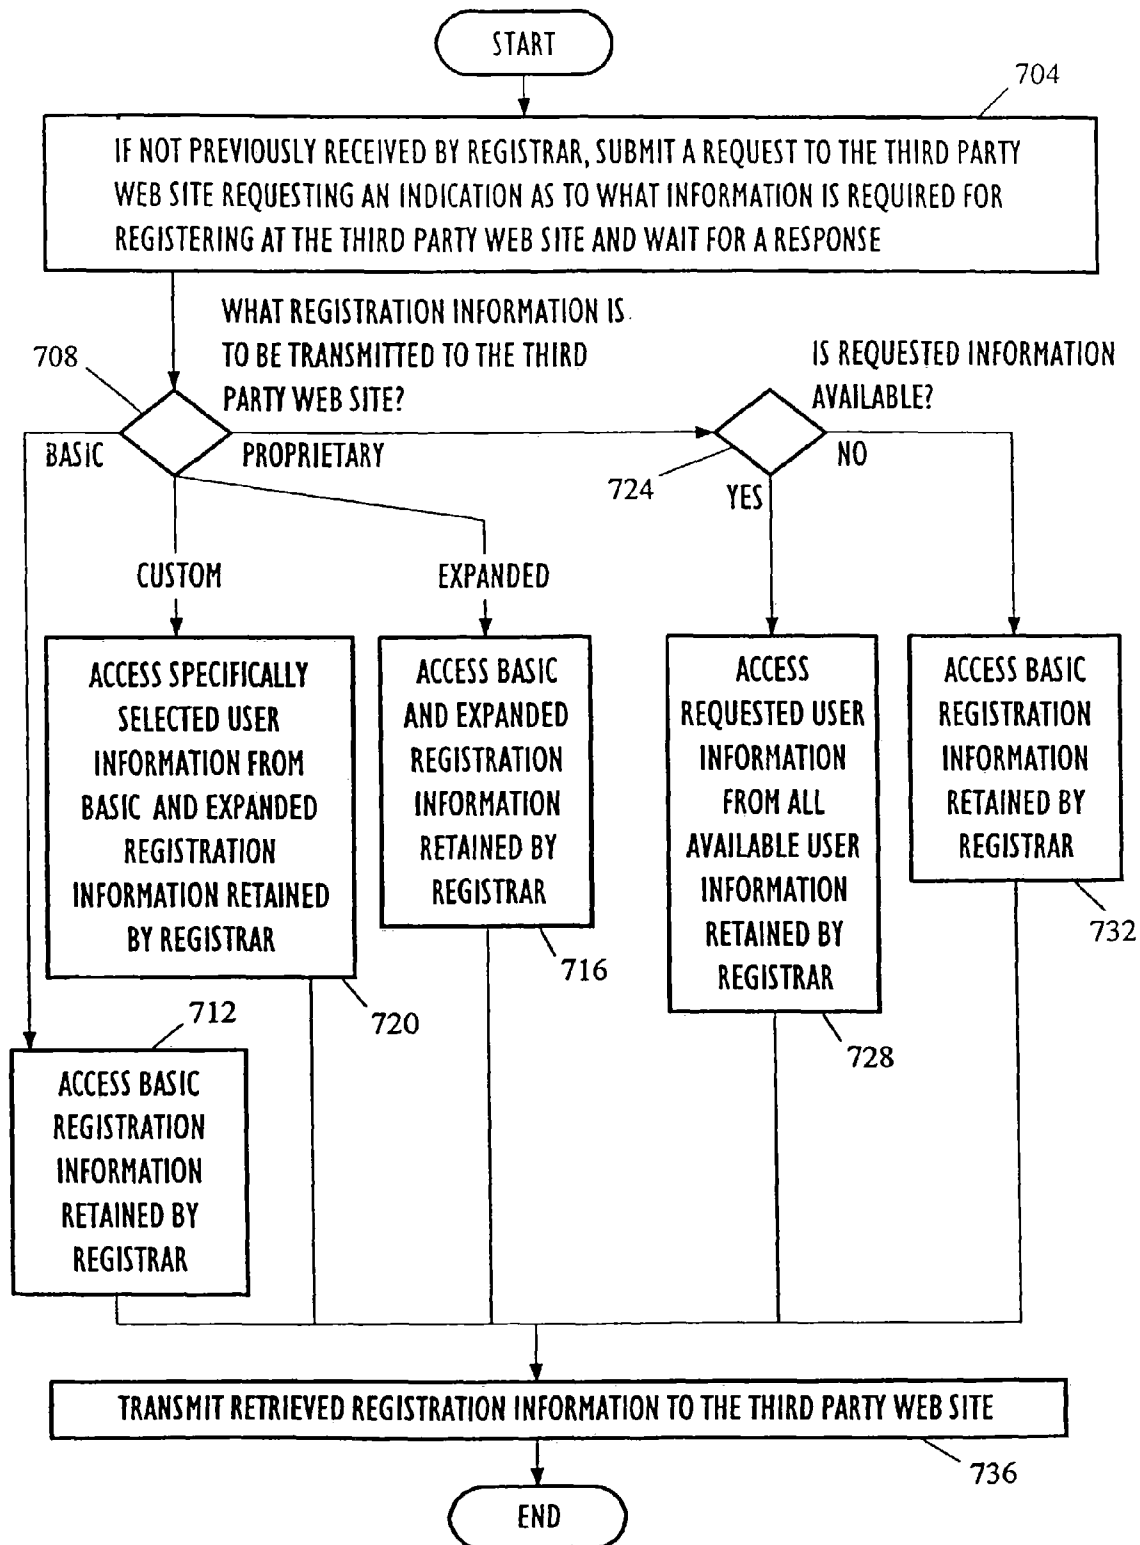 START
704
IF NOT PREVIOUSLY RECEIVED BY REGISTRAR, SUBMIT A REQUEST TO THE THIRD PARTY
WEB SITE REQUESTING AN INDICATION AS TO WHAT INFORMATION IS REQUIRED FOR
REGISTERING AT THE THIRD PARTY WEB SITE AND WAIT FOR A RESPONSE
WHAT REGISTRATION INFORMATION IS
TO BE TRANSMITTED TO THE THIRD
PARTY WEB SITE?
708
IS REQUESTED INFORMATION
AVAILABLE?
BASIC
PROPRIETARY
724
NO
YES
CUSTOM
EXPANDED
ACCESS SPECIFICALLY
SELECTED USER
INFORMATION FROM
BASIC AND EXPANDED
REGISTRATION
INFORMATION RETAINED
BY REGISTRAR
720
ACCESS BASIC
AND EXPANDED
REGISTRATION
INFORMATION
RETAINED BY
REGISTRAR
716
ACCESS
REQUESTED USER
INFORMATION
FROM ALL
AVAILABLE USER
INFORMATION
RETAINED BY
REGISTRAR
728
ACCESS BASIC
REGISTRATION
INFORMATION
RETAINED BY
REGISTRAR
732
712
ACCESS BASIC
REGISTRATION
INFORMATION
RETAINED BY
REGISTRAR
TRANSMIT RETRIEVED REGISTRATION INFORMATION TO THE THIRD PARTY WEB SITE
736
END